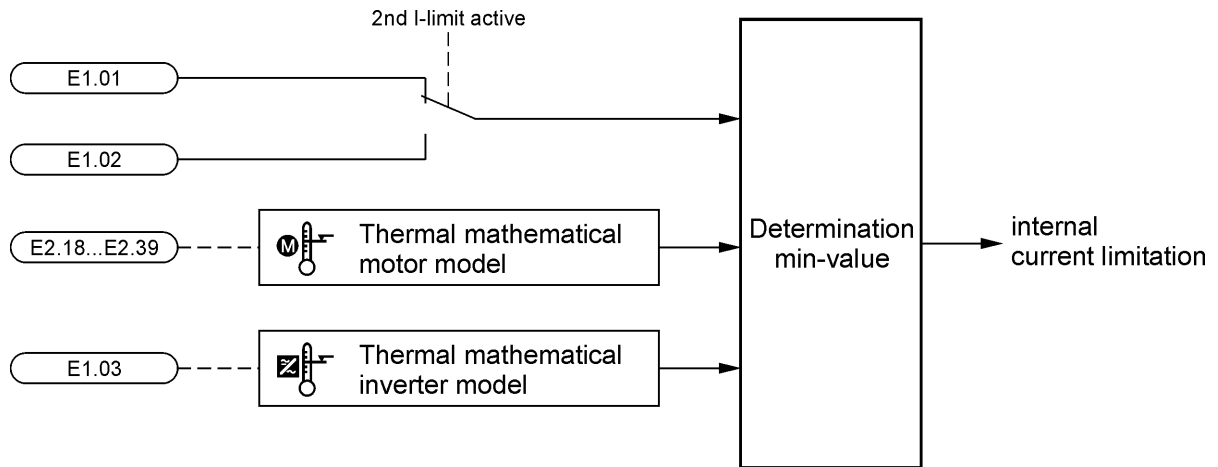 2nd I-limit active
E1.01
E1.02
E2.18...E2.39
M
Thermal mathematical
motor model
Determination
min-value
internal
current limitation
E1.03
Thermal mathematical
inverter model